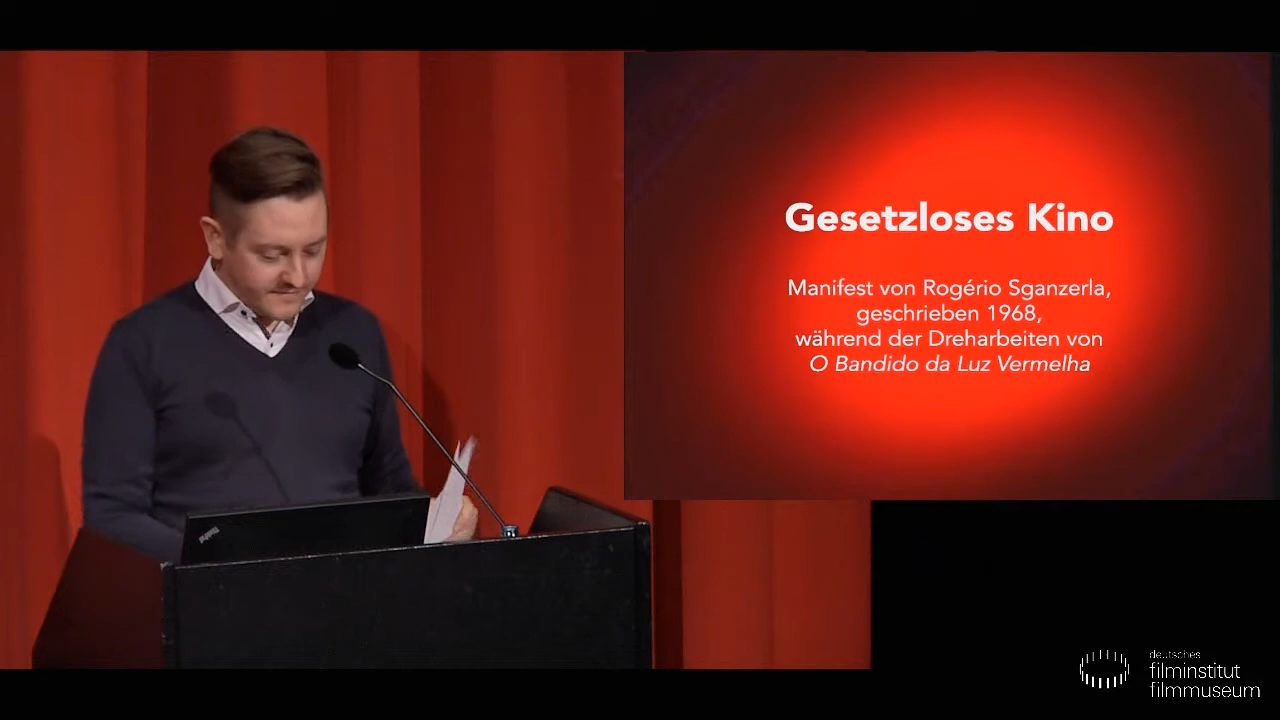 Gesetzloses Kino
Manifest von Rogério Sganzerla,
geschrieben 1968,
während der Dreharbeiten von
O Bandido da Luz Vermelha
ThinkPad
deutsches
filminstitut
filmmuseum